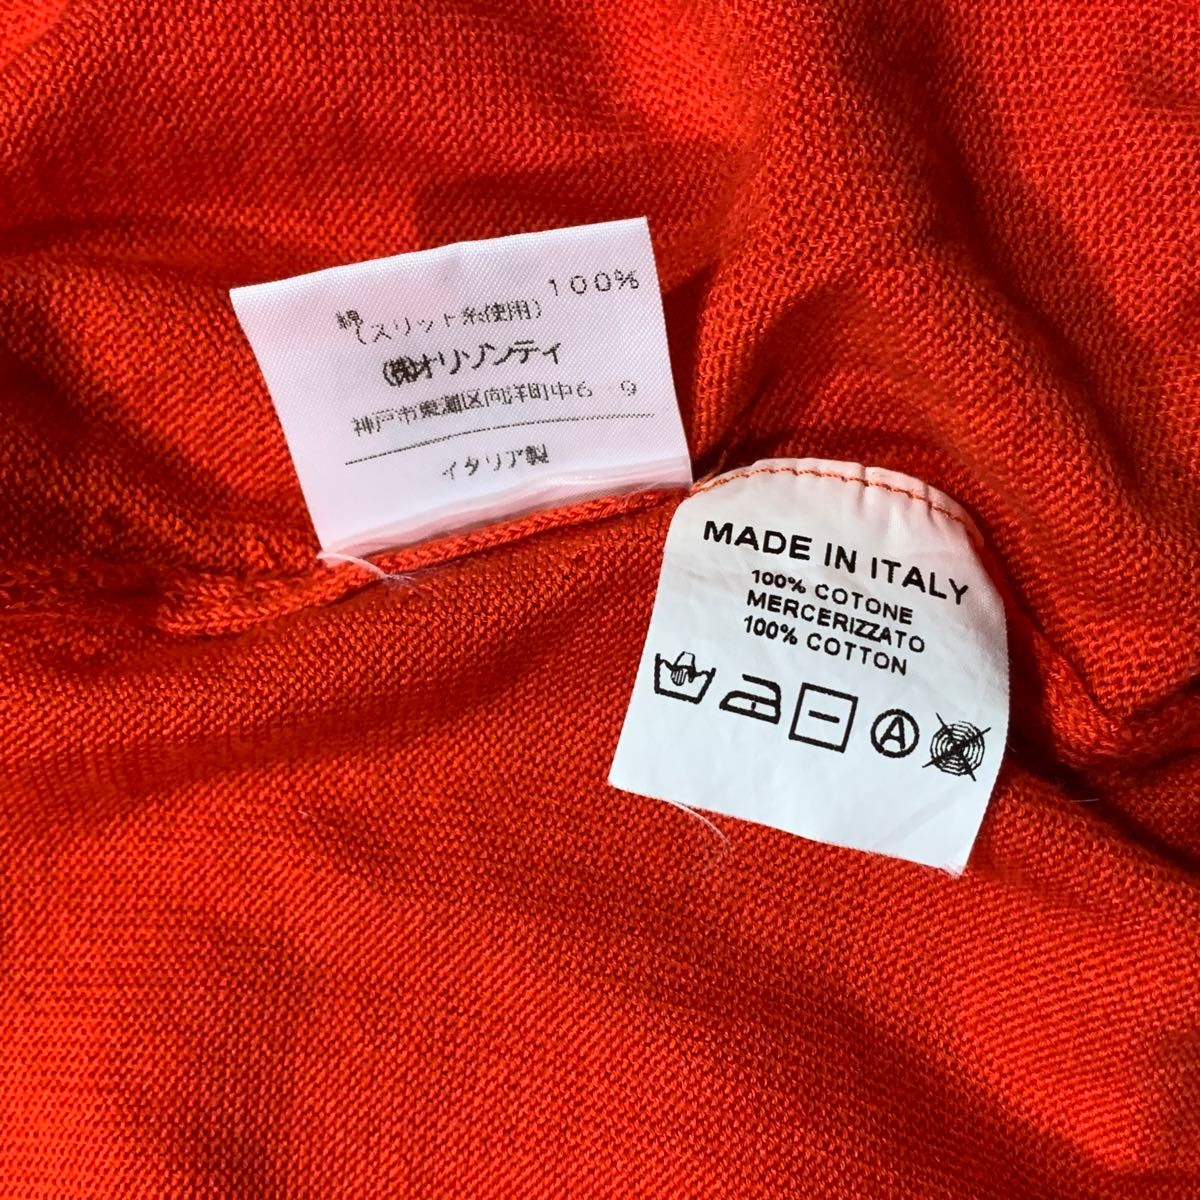 綿 100%
(スリット糸使用)
(株)オリゾンティ
神戸市東灘区向洋町中6 9
イタリア製
MADE IN ITALY
100% COTONE
MERCERIZZATO
100% COTTON
A